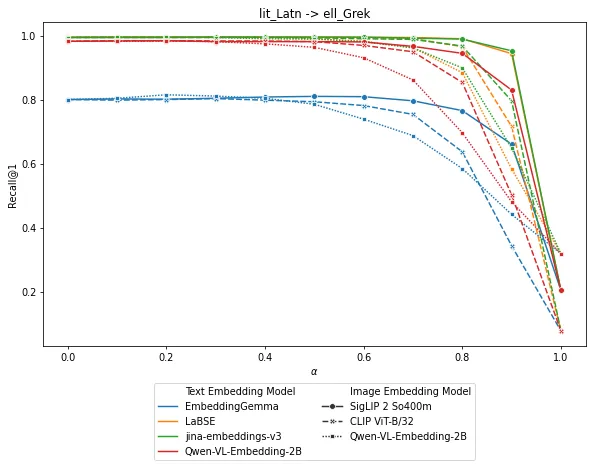 lit_Latn -> ell_Grek
1.0
0.8
0.6
0.4
0.2
Recall@1
0.0 0.2 0.4 0.6 0.8 1.0
α
Text Embedding Model Image Embedding Model
EmbeddingGemma SigLIP 2 So400m
LaBSE CLIP ViT-B/32
jina-embeddings-v3 Qwen-VL-Embedding-2B
Qwen-VL-Embedding-2B